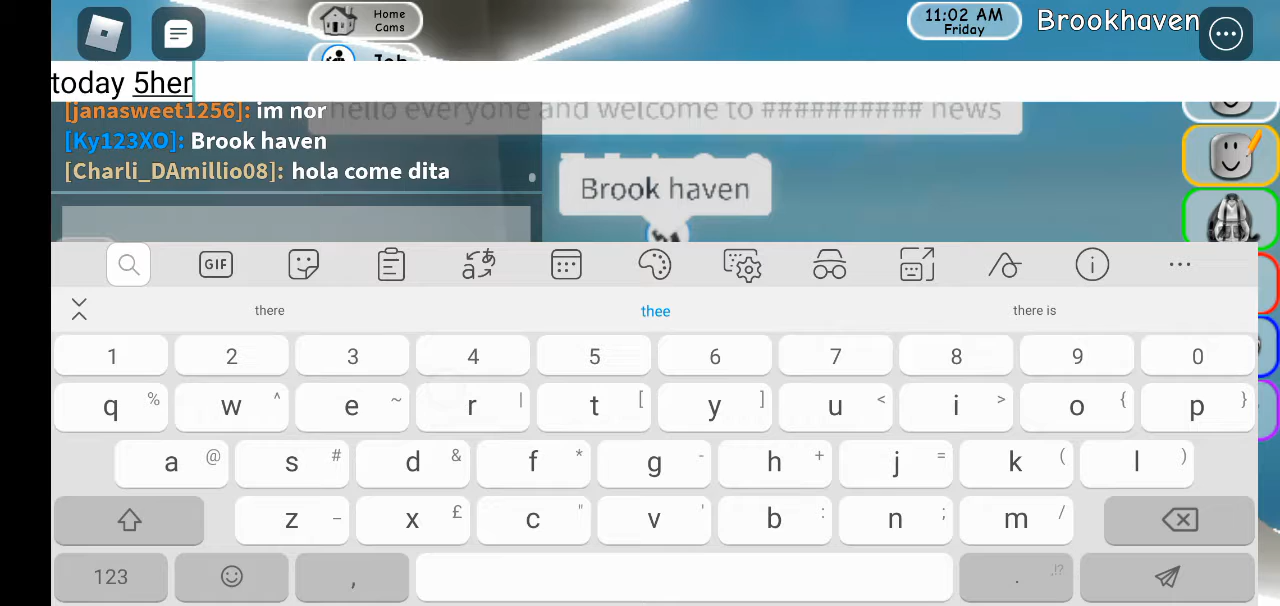 Home
Cams
11:02 AM
Friday
Brookhaven
today 5her
hello everyone and welcome to ########## news
[janasweet1256]: im nor
[Ky123XO]: Brook haven
[Charli_DAmillio08]: hola come dita
Brook haven
GIF
there
thee
there is
1 2 3 4 5 6 7 8 9 0
q % w ^ e ~ r | t [ y ] u < i > o { p }
a @ s # d & f * g - h + j = k ( l )
z _ x £ c " v ' b : n ; m /
123 , . ,!?